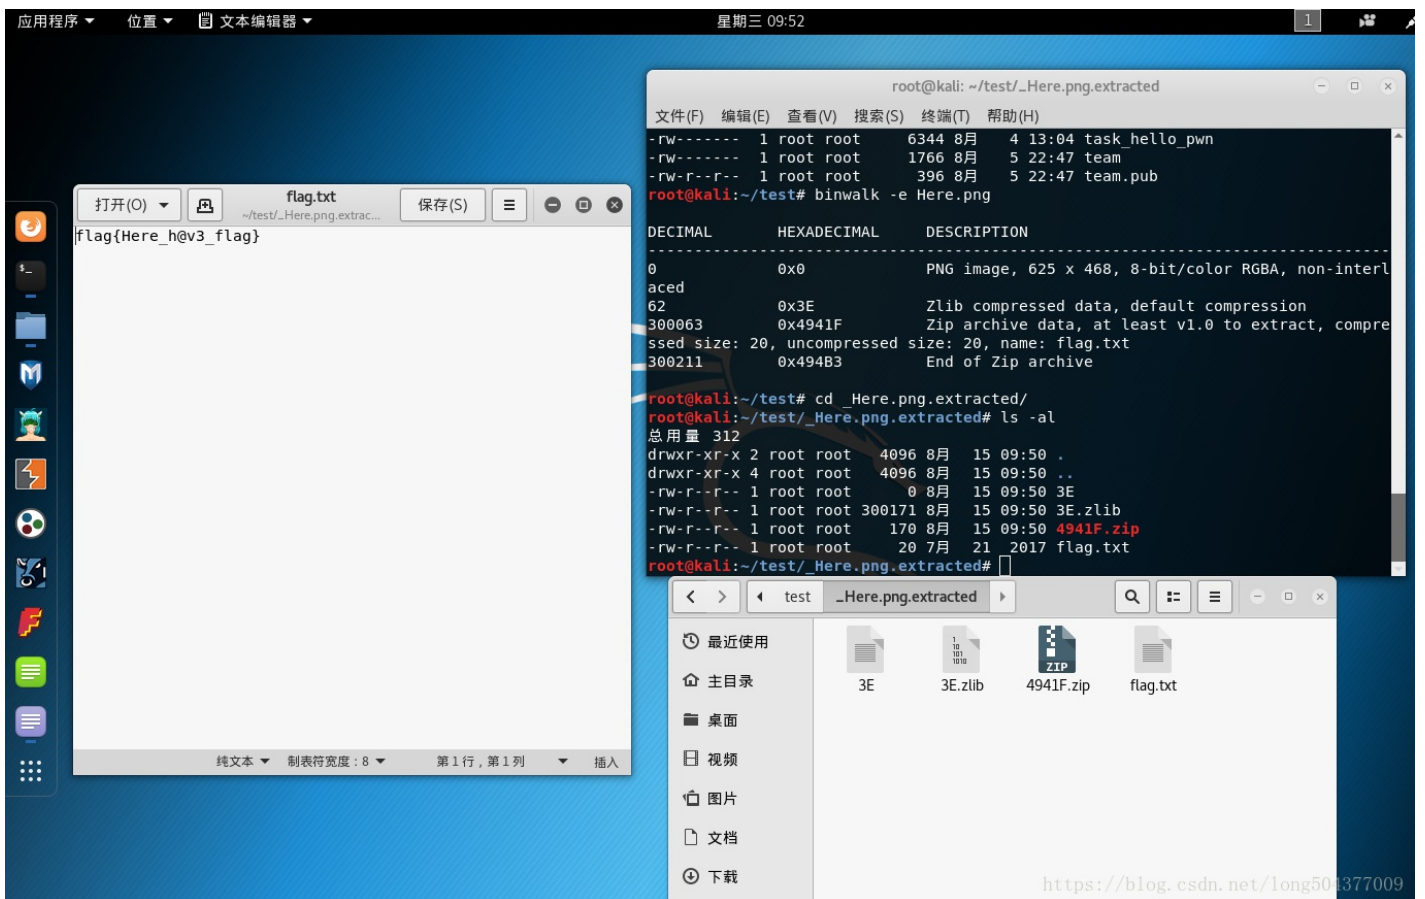 应用程序 位置 文本编辑器 星期三 09:52 1
root@kali: ~/test/_Here.png.extracted
文件(F) 编辑(E) 查看(V) 搜索(S) 终端(T) 帮助(H)
-rw------- 1 root root 6344 8月 4 13:04 task_hello_pwn
-rw------- 1 root root 1766 8月 5 22:47 team
-rw-r--r-- 1 root root 396 8月 5 22:47 team.pub
root@kali:~/test# binwalk -e Here.png
DECIMAL HEXADECIMAL DESCRIPTION
--------------------------------------------------------------------------------
0 0x0 PNG image, 625 x 468, 8-bit/color RGBA, non-interl
aced
62 0x3E Zlib compressed data, default compression
300063 0x4941F Zip archive data, at least v1.0 to extract, compre
ssed size: 20, uncompressed size: 20, name: flag.txt
300211 0x494B3 End of Zip archive
root@kali:~/test# cd _Here.png.extracted/
root@kali:~/test/_Here.png.extracted# ls -al
总用量 312
drwxr-xr-x 2 root root 4096 8月 15 09:50 .
drwxr-xr-x 4 root root 4096 8月 15 09:50 ..
-rw-r--r-- 1 root root 0 8月 15 09:50 3E
-rw-r--r-- 1 root root 300171 8月 15 09:50 3E.zlib
-rw-r--r-- 1 root root 170 8月 15 09:50 4941F.zip
-rw-r--r-- 1 root root 20 7月 21 2017 flag.txt
root@kali:~/test/_Here.png.extracted#
打开(O) flag.txt 保存(S)
~/test/_Here.png.extrac...
flag{Here_h@v3_flag}
纯文本 制表符宽度：8 第 1 行，第 1 列 插入
test _Here.png.extracted
最近使用
主目录
桌面
视频
图片
文档
下载
1
10
101
1010
ZIP
3E 3E.zlib 4941F.zip flag.txt
https://blog.csdn.net/long504377009